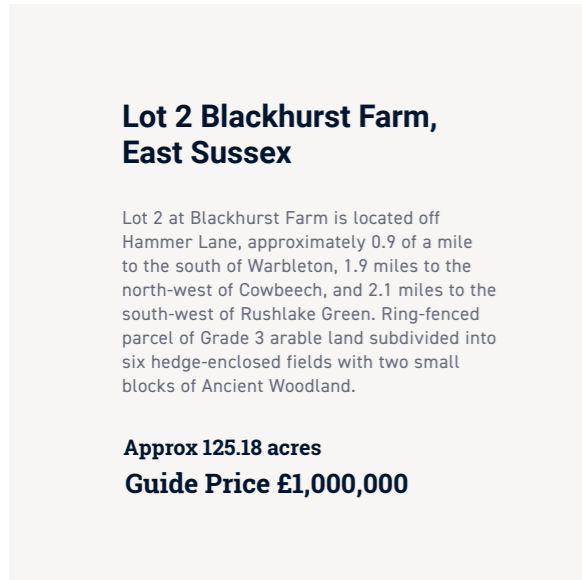 Lot 2 Blackhurst Farm,
East Sussex
Lot 2 at Blackhurst Farm is located off
Hammer Lane, approximately 0.9 of a mile
to the south of Warbleton, 1.9 miles to the
north-west of Cowbeech, and 2.1 miles to the
south-west of Rushlake Green. Ring-fenced
parcel of Grade 3 arable land subdivided into
six hedge-enclosed fields with two small
blocks of Ancient Woodland.
Approx 125.18 acres
Guide Price £1,000,000